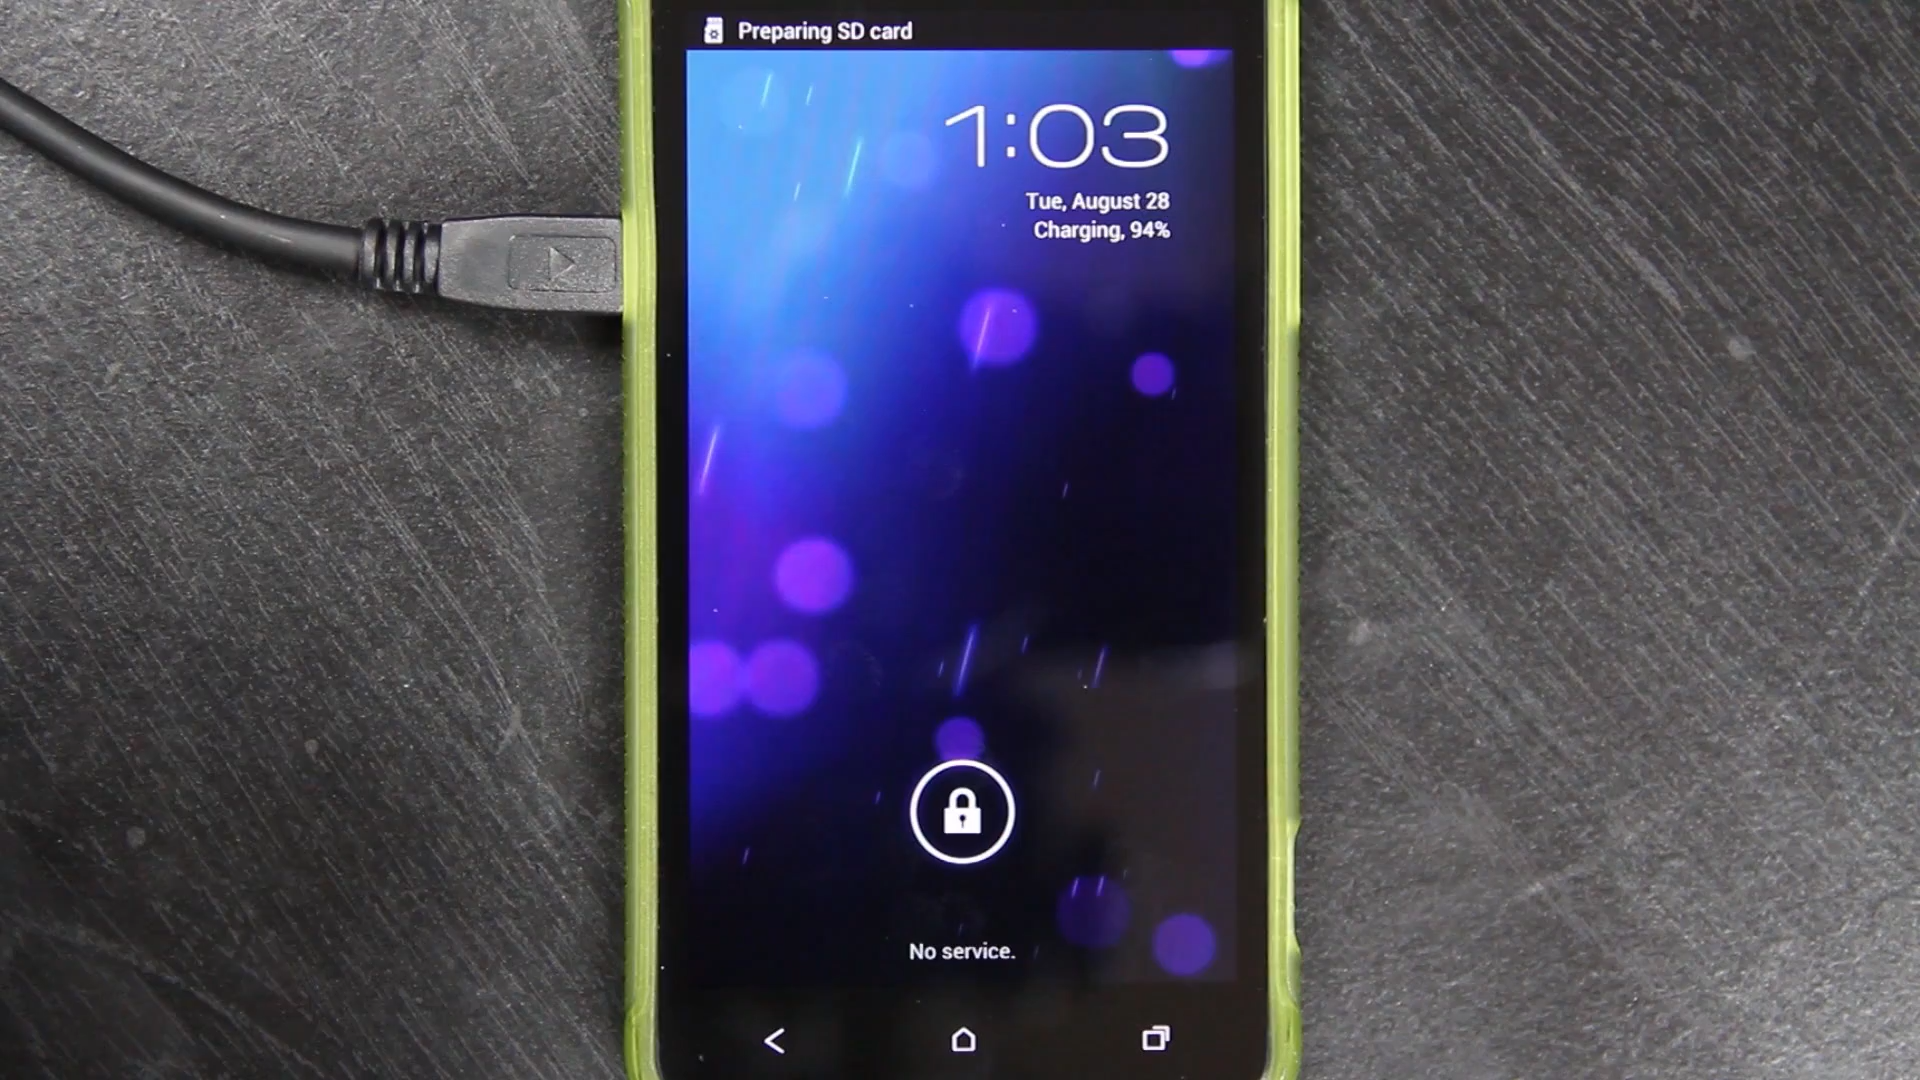 Preparing SD card
1:03
Tue, August 28
Charging, 94%
No service.